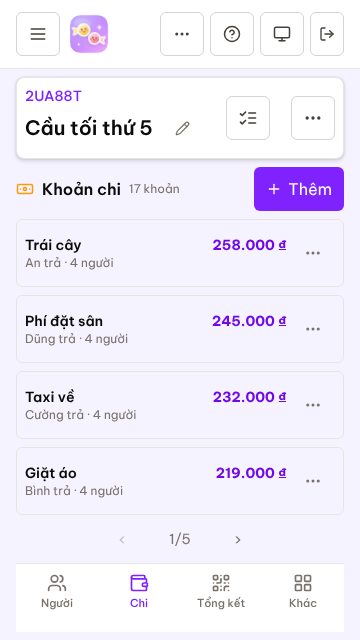 2UA88T
Cầu tối thứ 5
Khoản chi 17 khoản
+ Thêm
Trái cây 258.000 ₫
An trả · 4 người
Phí đặt sân 245.000 ₫
Dũng trả · 4 người
Taxi về 232.000 ₫
Cường trả · 4 người
Giặt áo 219.000 ₫
Bình trả · 4 người
1/5
Người Chi Tổng kết Khác